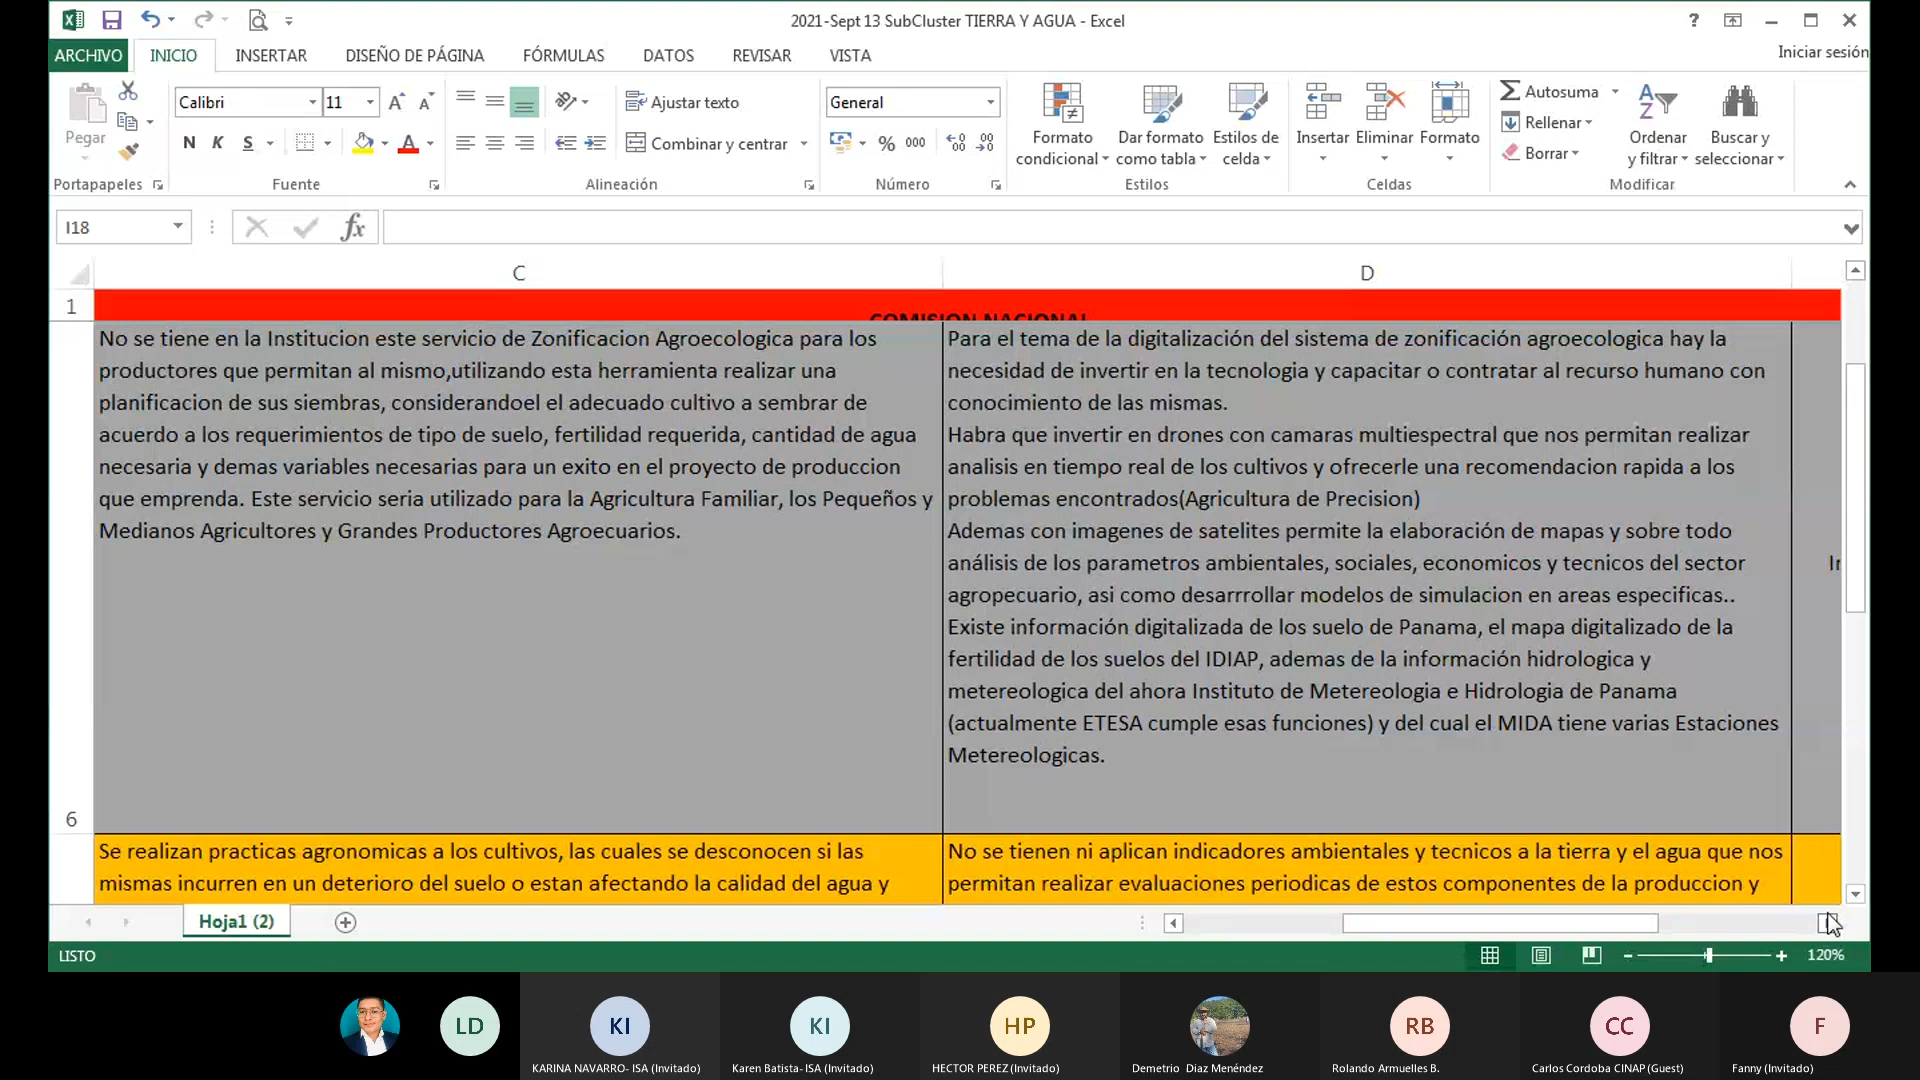 2021-Sept 13 SubCluster TIERRA Y AGUA - Excel
?
ARCHIVO INICIO INSERTAR DISEÑO DE PÁGINA FÓRMULAS DATOS REVISAR VISTA Iniciar sesión
Pegar
Portapapeles
Calibri 11
N K S
Fuente
Ajustar texto
Combinar y centrar
Alineación
General
% 000
Número
Formato condicional
Dar formato como tabla
Estilos de celda
Estilos
Insertar Eliminar Formato
Celdas
Autosuma
Rellenar
Borrar
Ordenar y filtrar
Buscar y seleccionar
Modificar
I18
fx
C D
1
COMISION NACIONAL
No se tiene en la Institucion este servicio de Zonificacion Agroecologica para los
productores que permitan al mismo,utilizando esta herramienta realizar una
planificacion de sus siembras, considerandoel el adecuado cultivo a sembrar de
acuerdo a los requerimientos de tipo de suelo, fertilidad requerida, cantidad de agua
necesaria y demas variables necesarias para un exito en el proyecto de produccion
que emprenda. Este servicio seria utilizado para la Agricultura Familiar, los Pequeños y
Medianos Agricultores y Grandes Productores Agroecuarios.
Para el tema de la digitalización del sistema de zonificación agroecologica hay la
necesidad de invertir en la tecnologia y capacitar o contratar al recurso humano con
conocimiento de las mismas.
Habra que invertir en drones con camaras multiespectral que nos permitan realizar
analisis en tiempo real de los cultivos y ofrecerle una recomendacion rapida a los
problemas encontrados(Agricultura de Precision)
Ademas con imagenes de satelites permite la elaboración de mapas y sobre todo
análisis de los parametros ambientales, sociales, economicos y tecnicos del sector
agropecuario, asi como desarrrollar modelos de simulacion en areas especificas..
Existe información digitalizada de los suelo de Panama, el mapa digitalizado de la
fertilidad de los suelos del IDIAP, ademas de la información hidrologica y
metereologica del ahora Instituto de Metereologia e Hidrologia de Panama
(actualmente ETESA cumple esas funciones) y del cual el MIDA tiene varias Estaciones
Metereologicas.
6
Se realizan practicas agronomicas a los cultivos, las cuales se desconocen si las
mismas incurren en un deterioro del suelo o estan afectando la calidad del agua y
No se tienen ni aplican indicadores ambientales y tecnicos a la tierra y el agua que nos
permitan realizar evaluaciones periodicas de estos componentes de la produccion y
Hoja1 (2)
LISTO
120%
LD KI KI HP RB CC F
KARINA NAVARRO- ISA (Invitado)
Karen Batista- ISA (Invitado)
HECTOR PEREZ (Invitado)
Demetrio Diaz Menéndez
Rolando Armuelles B.
Carlos Cordoba CINAP (Guest)
Fanny (Invitado)